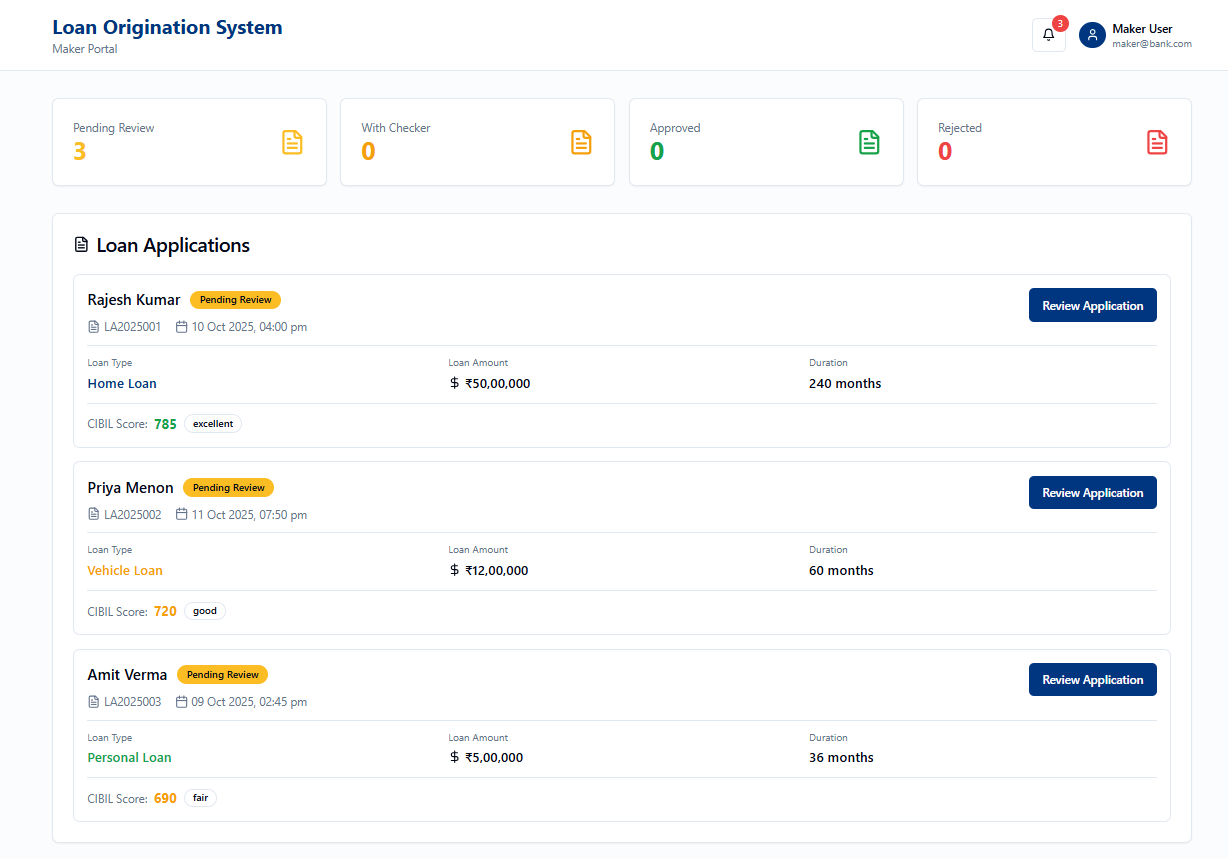 Loan Origination System
Maker Portal
3
Maker User
maker@bank.com
Pending Review
3
With Checker
0
Approved
0
Rejected
0
Loan Applications
Rajesh Kumar Pending Review
Review Application
LA2025001 10 Oct 2025, 04:00 pm
Loan Type Loan Amount Duration
Home Loan $ ₹50,00,000 240 months
CIBIL Score: 785 excellent
Priya Menon Pending Review
Review Application
LA2025002 11 Oct 2025, 07:50 pm
Loan Type Loan Amount Duration
Vehicle Loan $ ₹12,00,000 60 months
CIBIL Score: 720 good
Amit Verma Pending Review
Review Application
LA2025003 09 Oct 2025, 02:45 pm
Loan Type Loan Amount Duration
Personal Loan $ ₹5,00,000 36 months
CIBIL Score: 690 fair